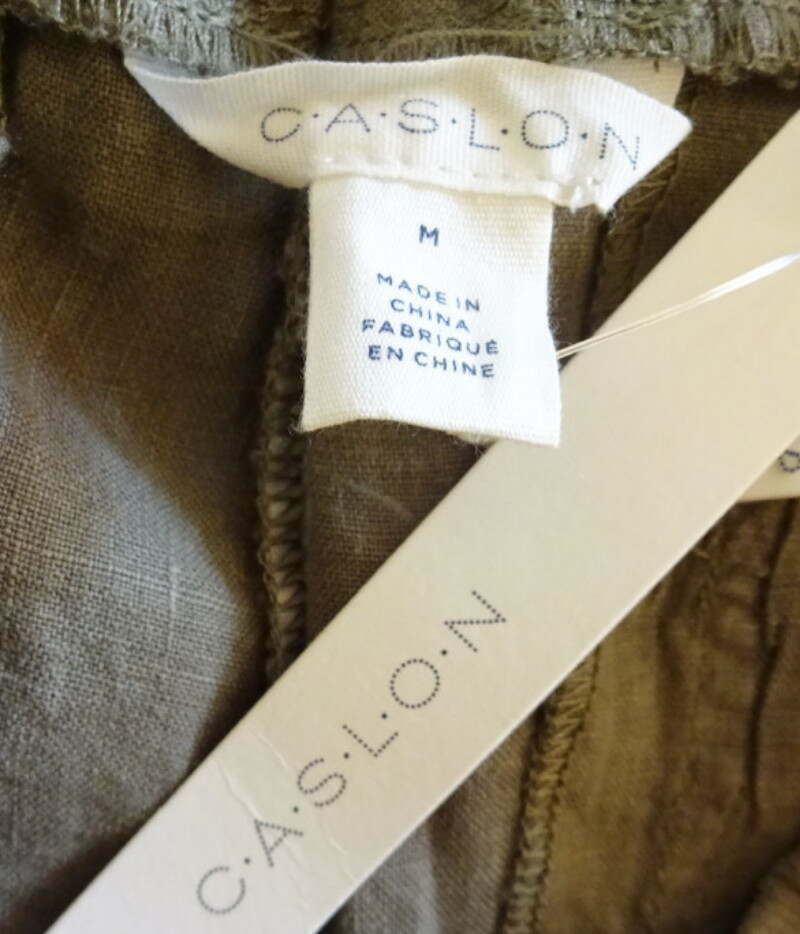 C·A·S·L·O·N
M
MADE IN
CHINA
FABRIQUÉ
EN CHINE
C·A·S·L·O·N